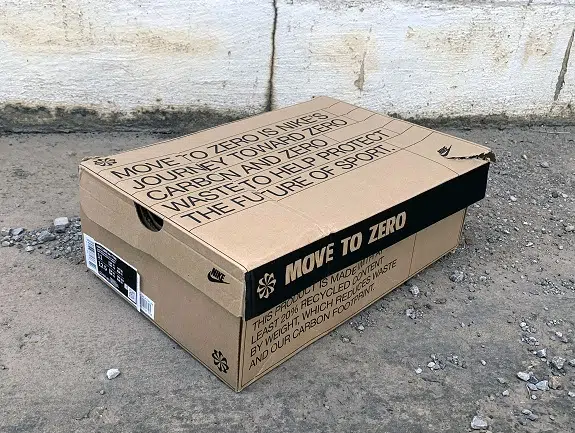 MOVE TO ZERO IS NIKE'S
JOURNEY TOWARD ZERO
CARBON AND ZERO
WASTE TO HELP PROTECT
THE FUTURE OF SPORT.
NIKE
MOVE TO ZERO
THIS PRODUCT IS MADE WITH AT
LEAST 20% RECYCLED CONTENT
BY WEIGHT, WHICH REDUCES WASTE
AND OUR CARBON FOOTPRINT.